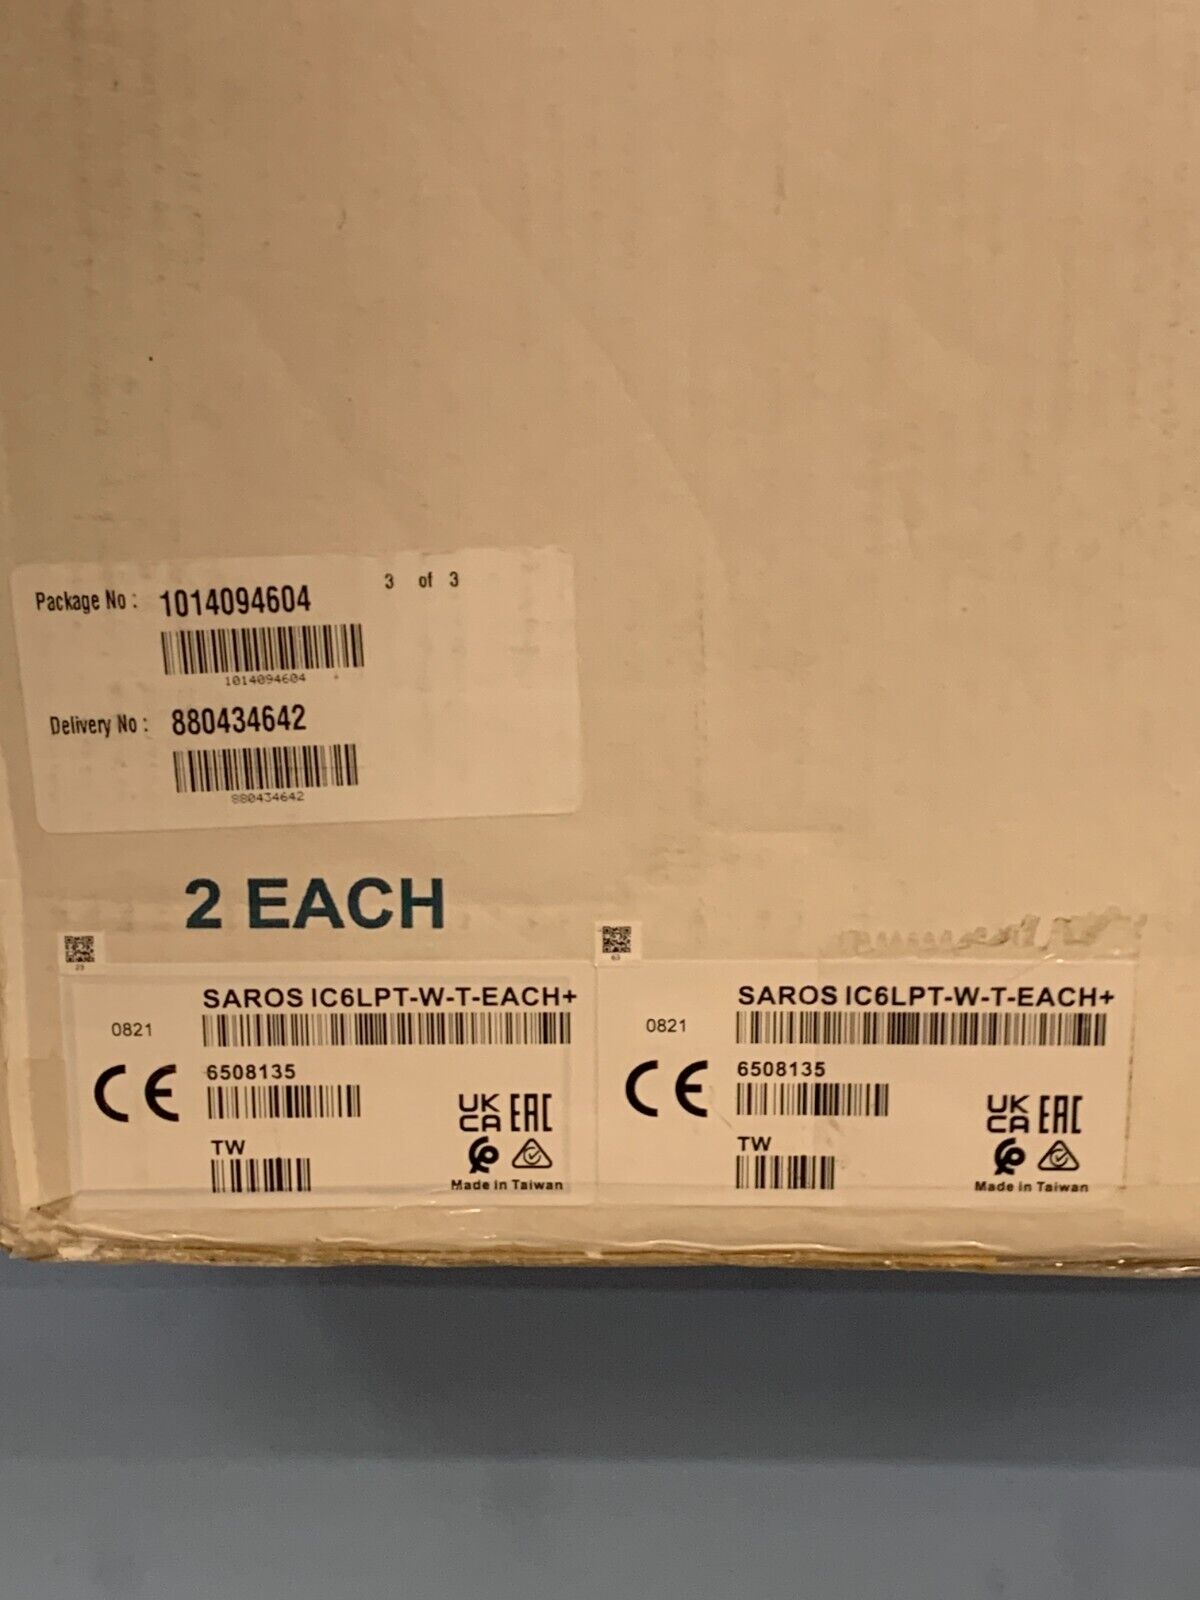 3 of 3
Package No : 1014094604
1014094604
Delivery No : 880434642
880434642
2 EACH
23
SAROS IC6LPT-W-T-EACH+
0821
CE
6508135
UK
CA EAC
TW
Made in Taiwan
63
SAROS IC6LPT-W-T-EACH+
0821
CE
6508135
UK
CA EAC
TW
Made in Taiwan